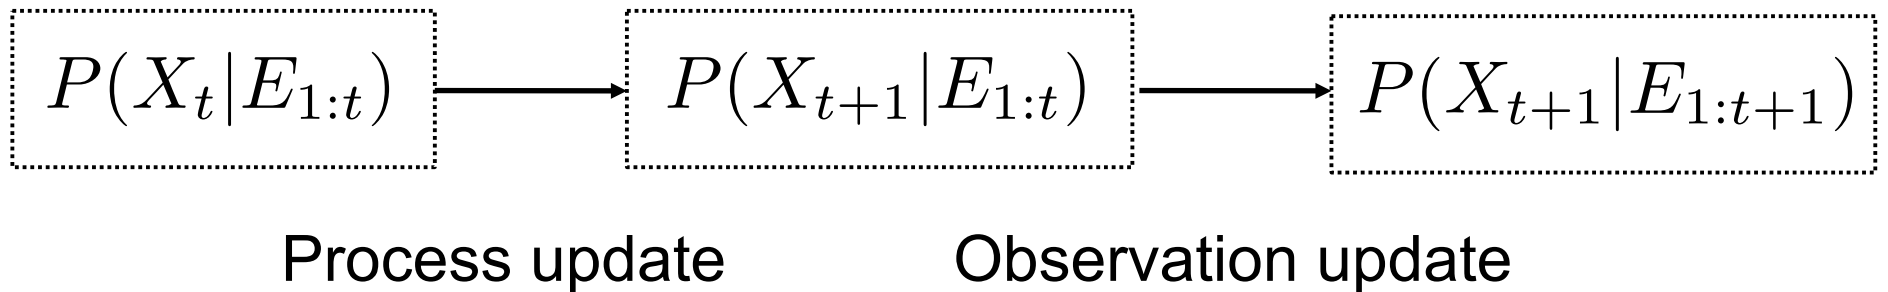 P(X_t|E_{1:t}) P(X_{t+1}|E_{1:t}) P(X_{t+1}|E_{1:t+1})
Process update Observation update